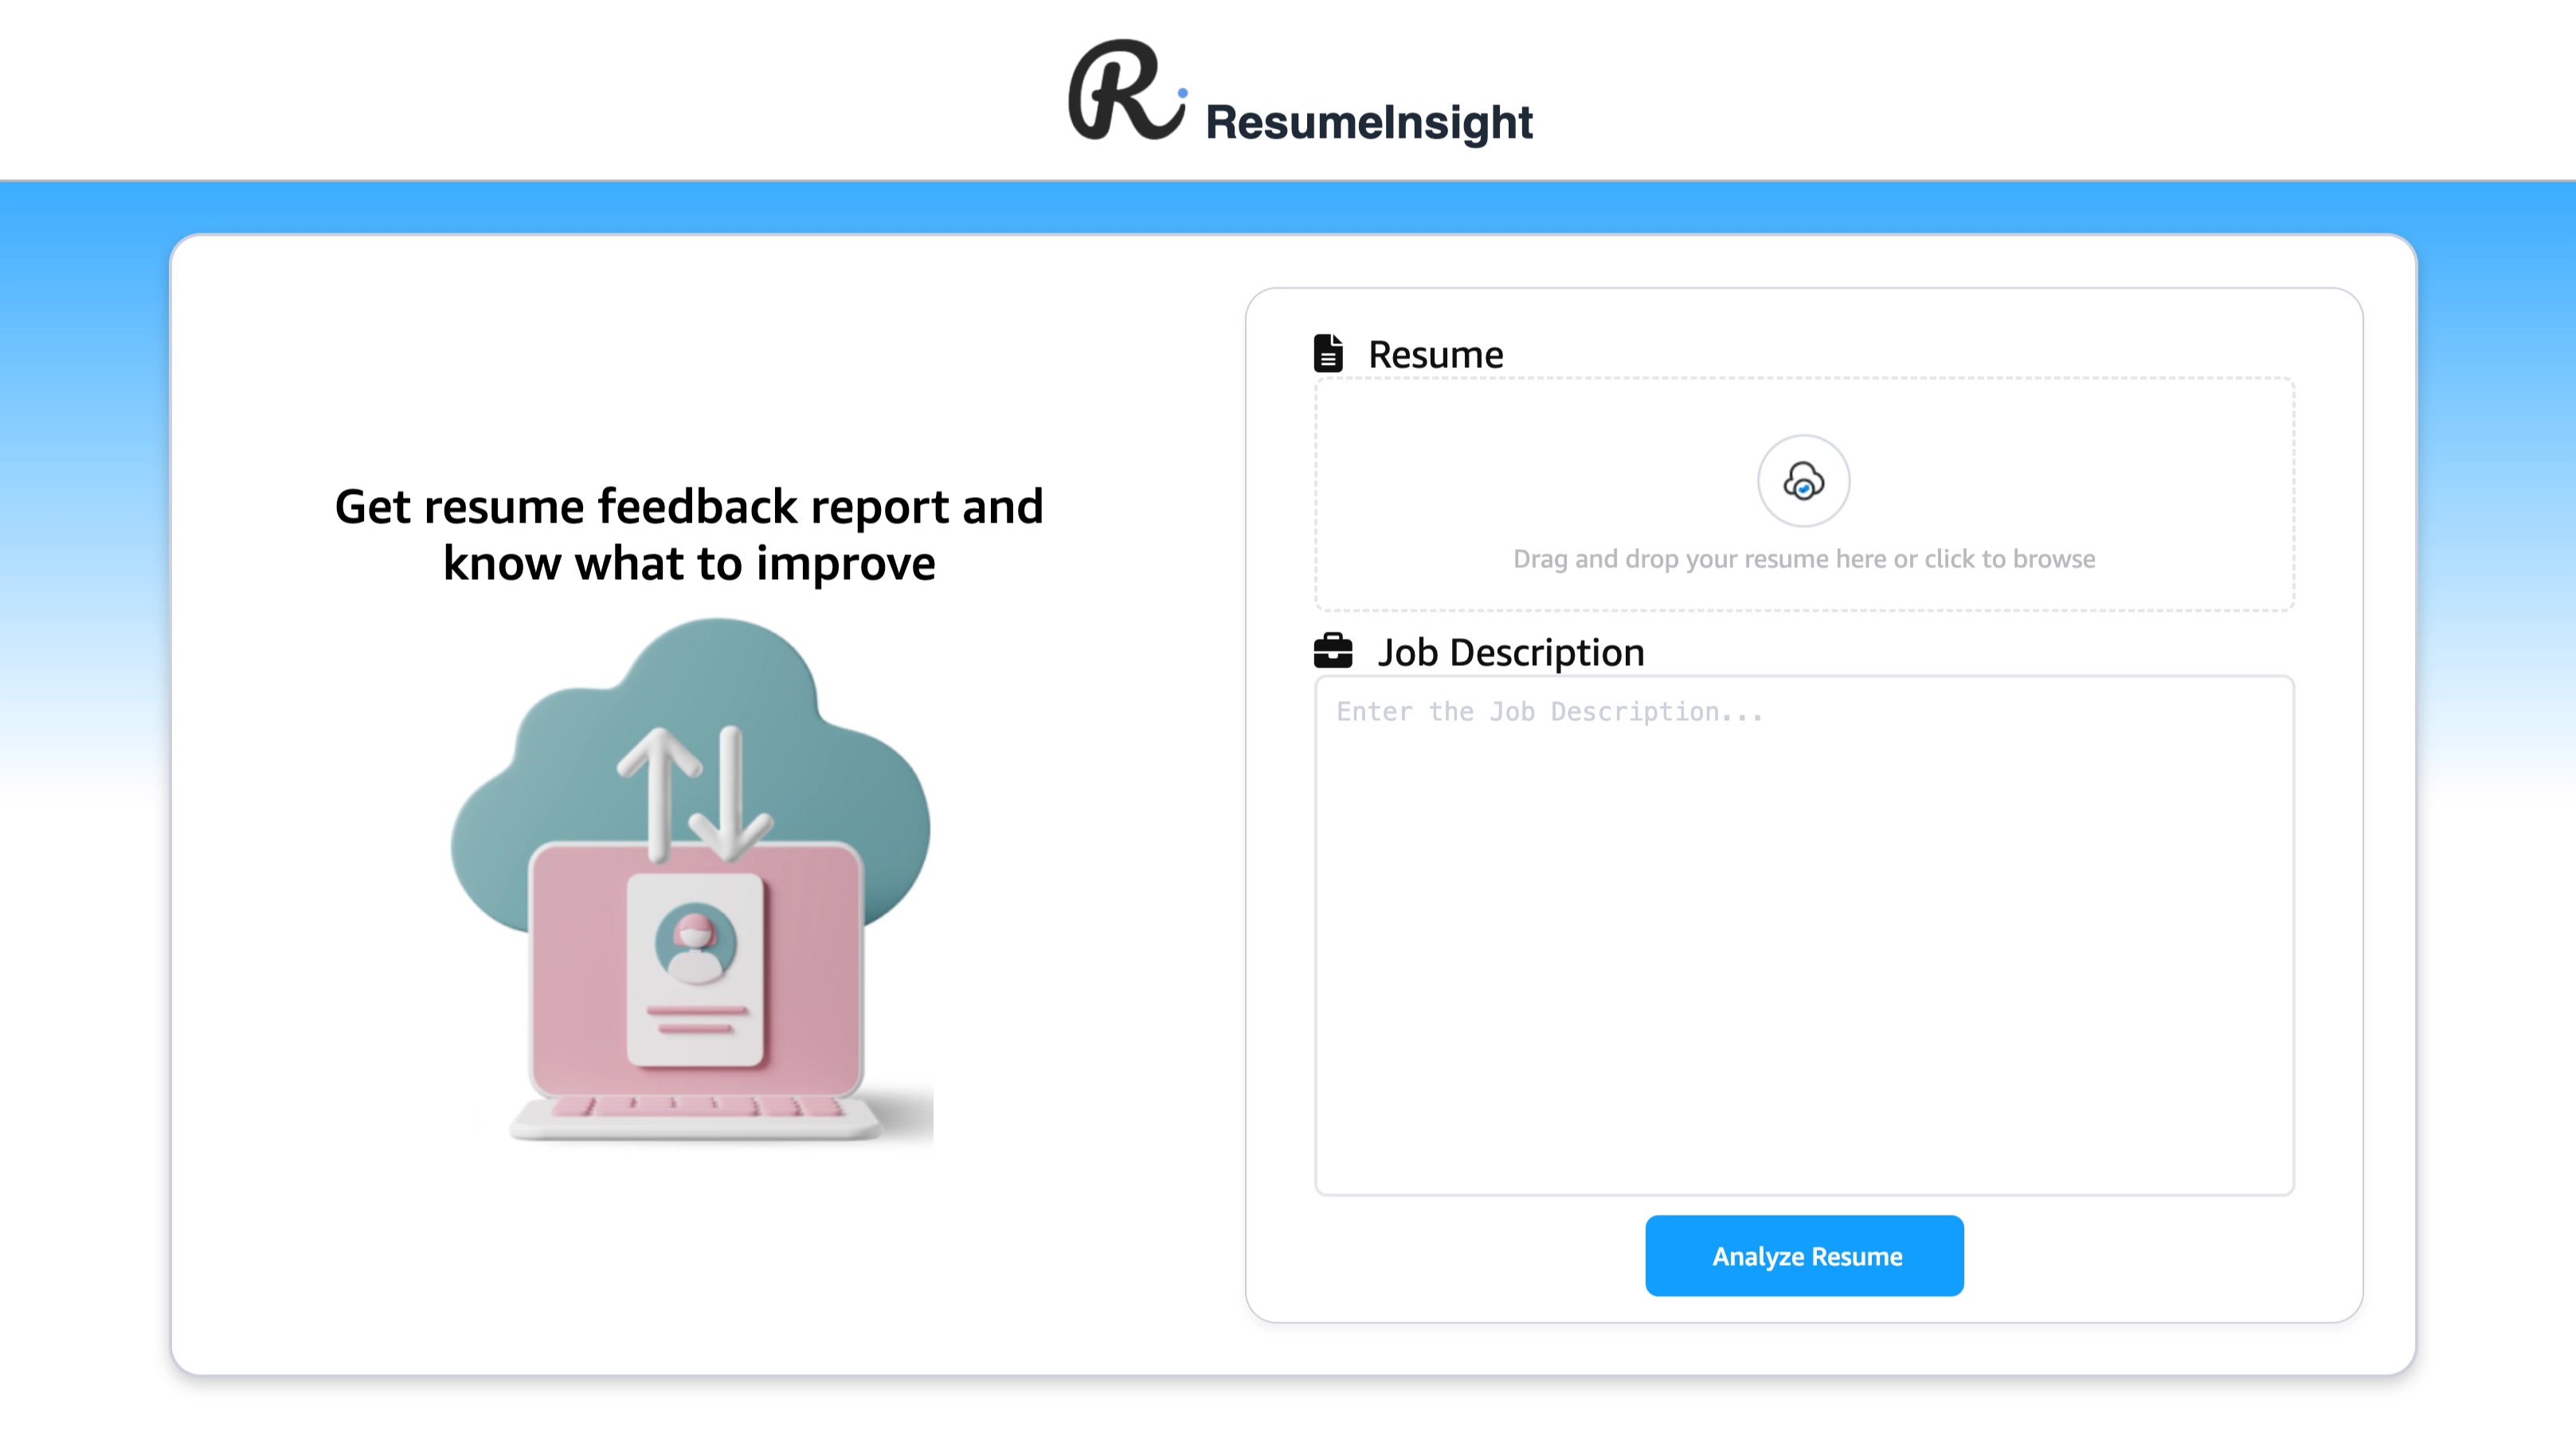 R
ResumeInsight
Get resume feedback report and
know what to improve
Resume
Drag and drop your resume here or click to browse
Job Description
Enter the Job Description...
Analyze Resume